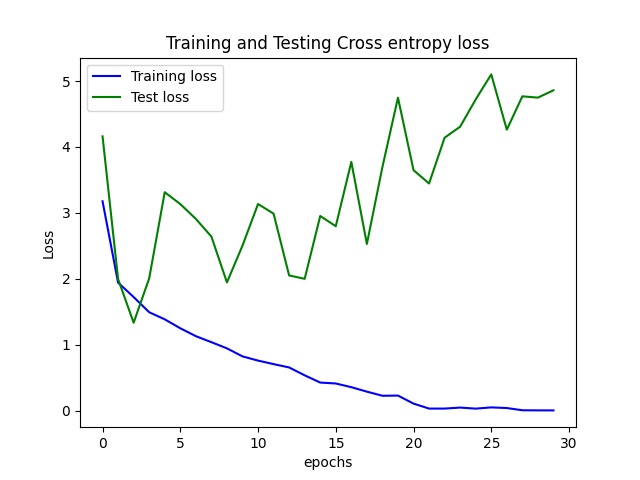 Training and Testing Cross entropy loss
Training loss
Test loss
5
4
3
2
1
0
Loss
0 5 10 15 20 25 30
epochs